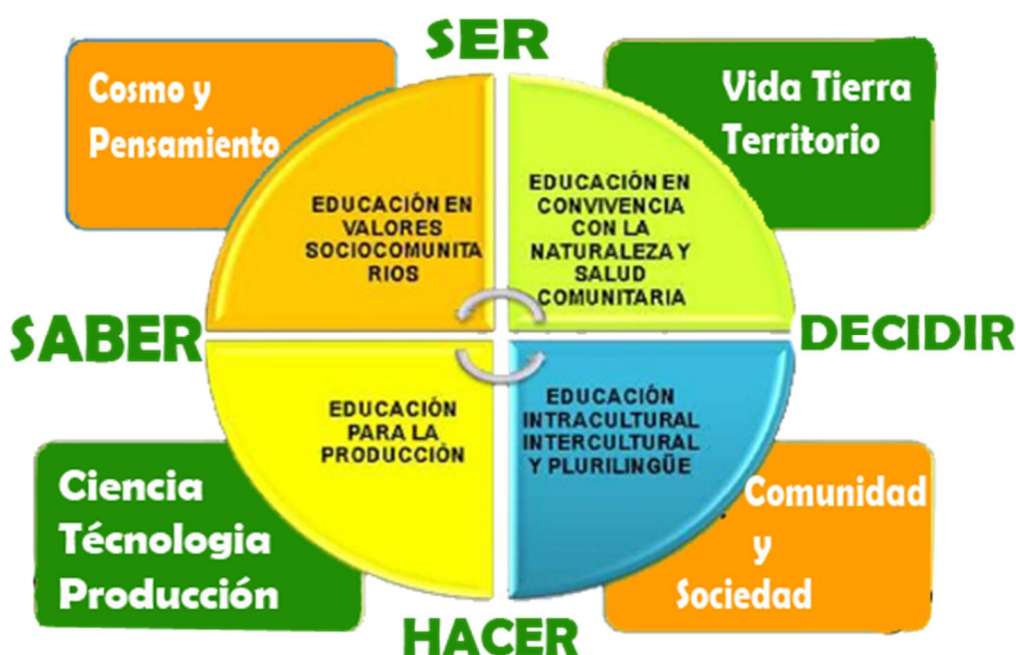 SER
Cosmo y
Pensamiento
Vida Tierra
Territorio
EDUCACIÓN EN
VALORES
SOCIOCOMUNITA
RIOS
EDUCACIÓN EN
CONVIVENCIA
CON LA
NATURALEZA Y
SALUD
COMUNITARIA
SABER
DECIDIR
EDUCACIÓN
PARA LA
PRODUCCIÓN
EDUCACIÓN
INTRACULTURAL
INTERCULTURAL
Y PLURILINGÜE
Ciencia
Técnologia
Producción
Comunidad
y
Sociedad
HACER